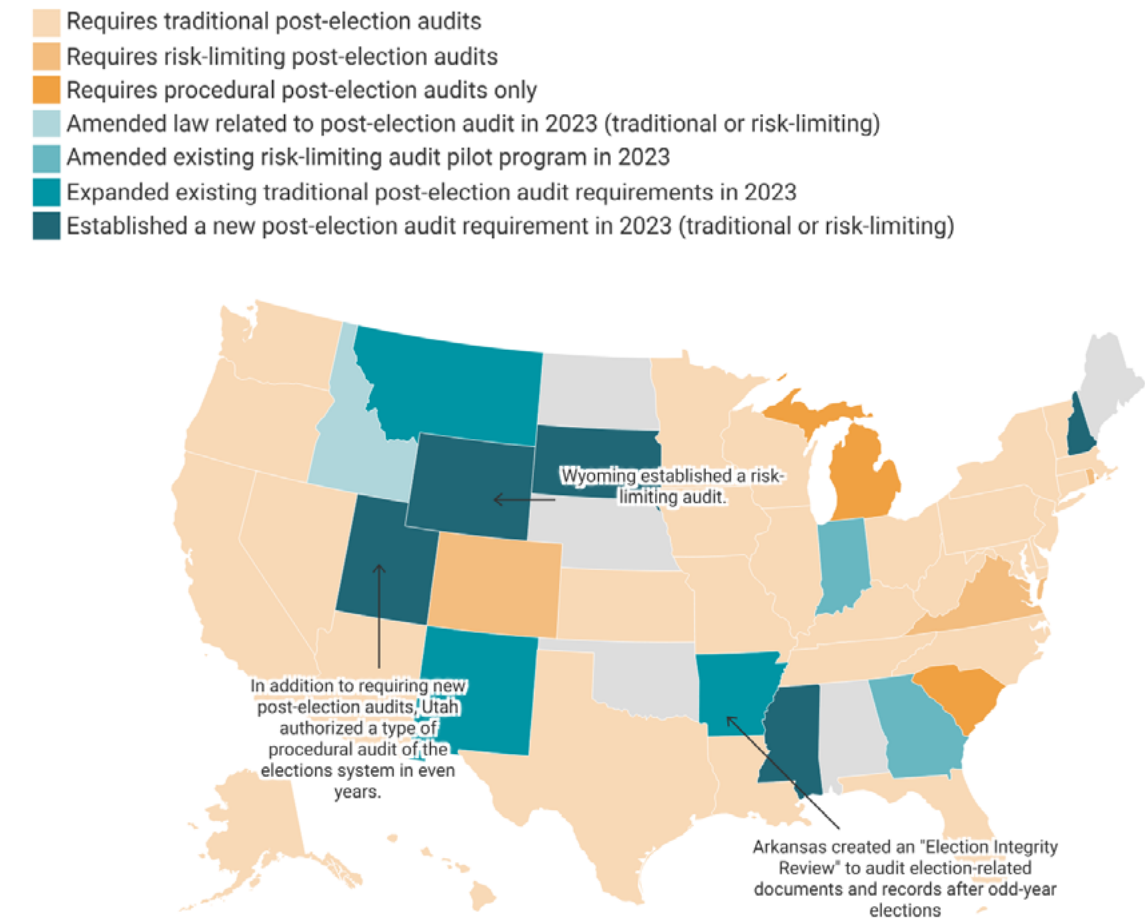 Requires traditional post-election audits
Requires risk-limiting post-election audits
Requires procedural post-election audits only
Amended law related to post-election audit in 2023 (traditional or risk-limiting)
Amended existing risk-limiting audit pilot program in 2023
Expanded existing traditional post-election audit requirements in 2023
Established a new post-election audit requirement in 2023 (traditional or risk-limiting)
Wyoming established a risk-
limiting audit.
In addition to requiring new
post-election audits, Utah
authorized a type of
procedural audit of the
elections system in even
years.
Arkansas created an "Election Integrity
Review" to audit election-related
documents and records after odd-year
elections